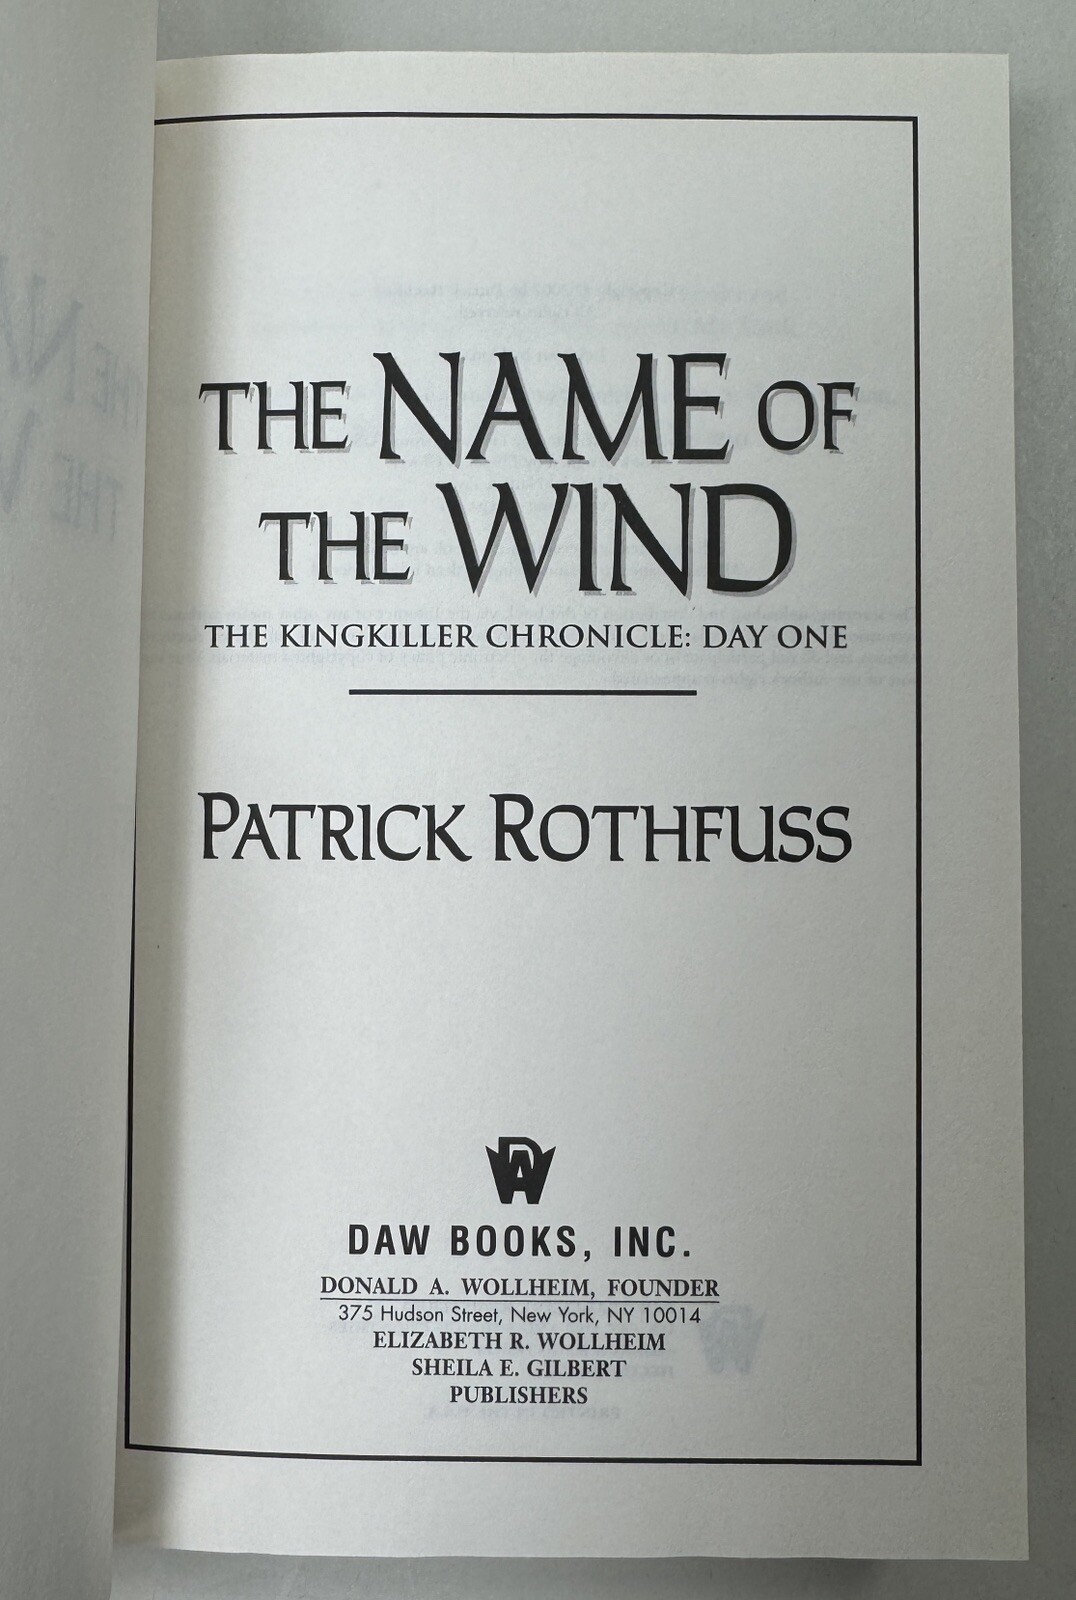 THE NAME OF
THE WIND
THE KINGKILLER CHRONICLE: DAY ONE
PATRICK ROTHFUSS
DAW
DAW BOOKS, INC.
DONALD A. WOLLHEIM, FOUNDER
375 Hudson Street, New York, NY 10014
ELIZABETH R. WOLLHEIM
SHEILA E. GILBERT
PUBLISHERS